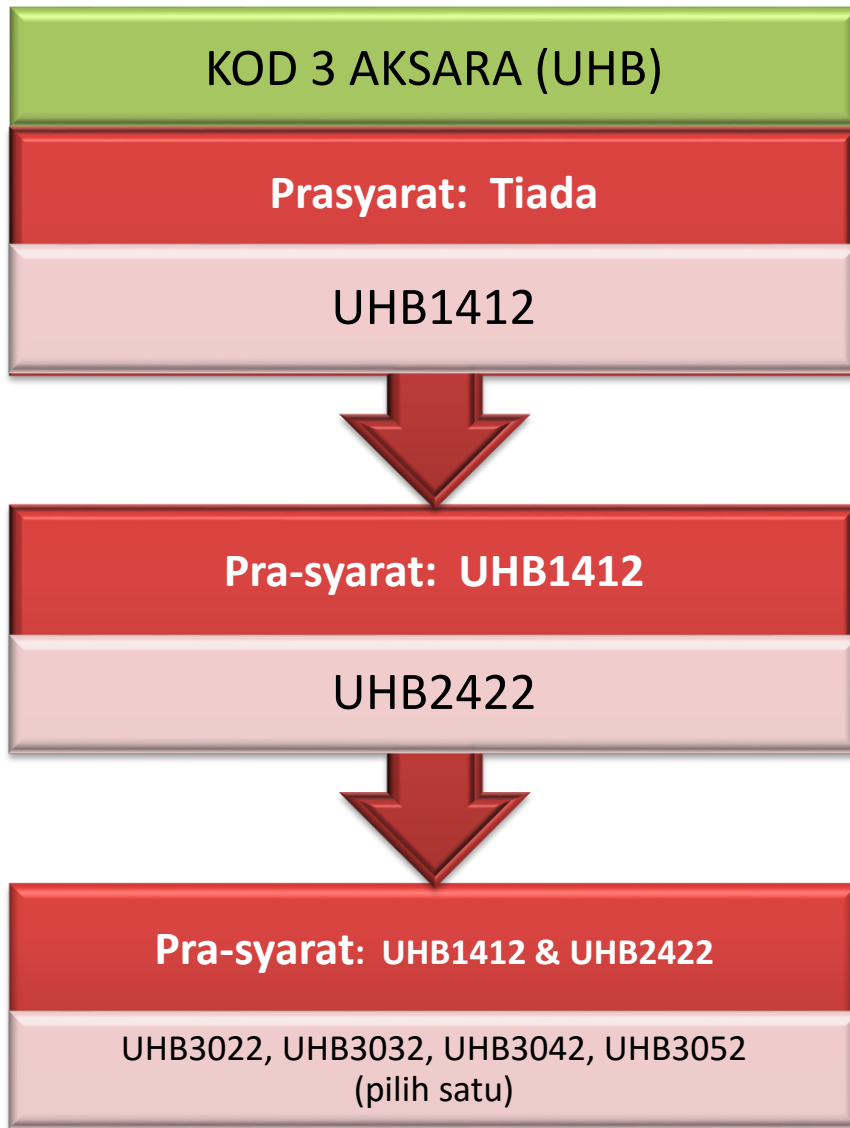 KOD 3 AKSARA (UHB)
Prasyarat: Tiada
UHB1412
Pra-syarat: UHB1412
UHB2422
Pra-syarat: UHB1412 & UHB2422
UHB3022, UHB3032, UHB3042, UHB3052
(pilih satu)